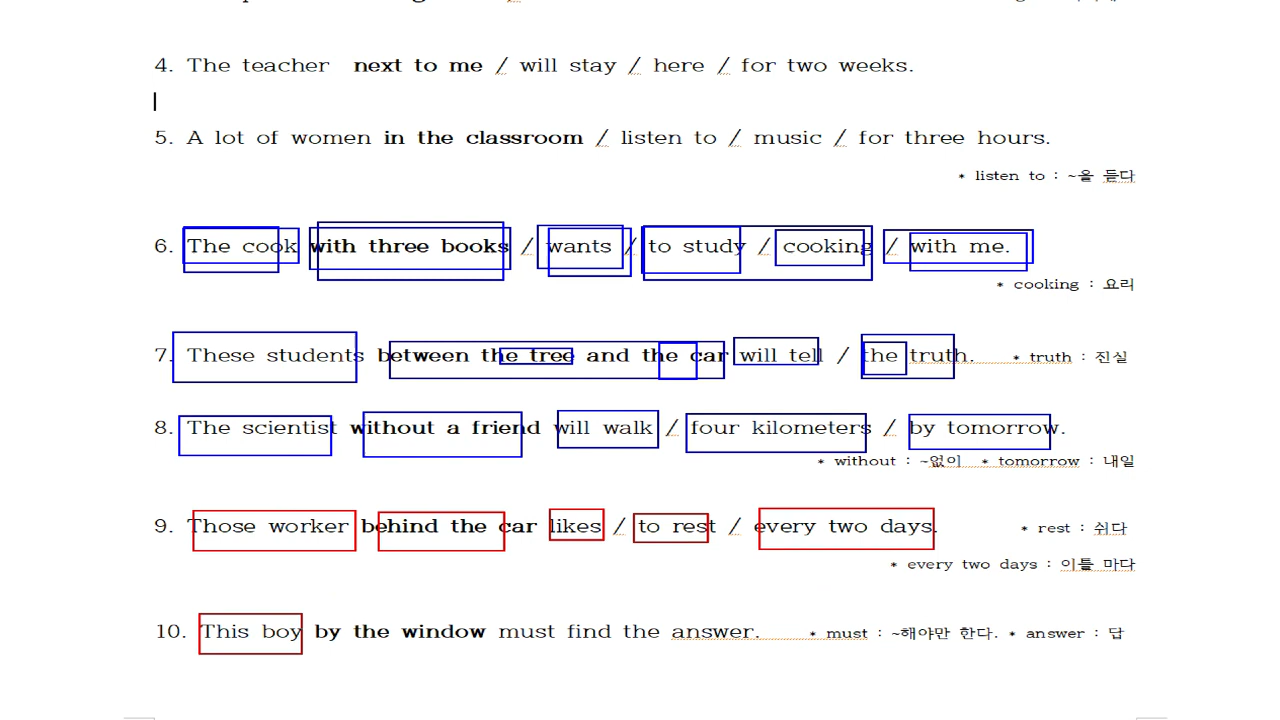 4. The teacher next to me / will stay / here / for two weeks.
5. A lot of women in the classroom / listen to / music / for three hours.
* listen to : ~을 듣다
6. The cook with three books / wants / to study / cooking / with me.
* cooking : 요리
7. These students between the tree and the car will tell / the truth. * truth : 진실
8. The scientist without a friend will walk / four kilometers / by tomorrow.
* without : ~없이 * tomorrow : 내일
9. Those worker behind the car likes / to rest / every two days. * rest : 쉬다
* every two days : 이틀 마다
10. This boy by the window must find the answer. * must : ~해야만 한다. * answer : 답